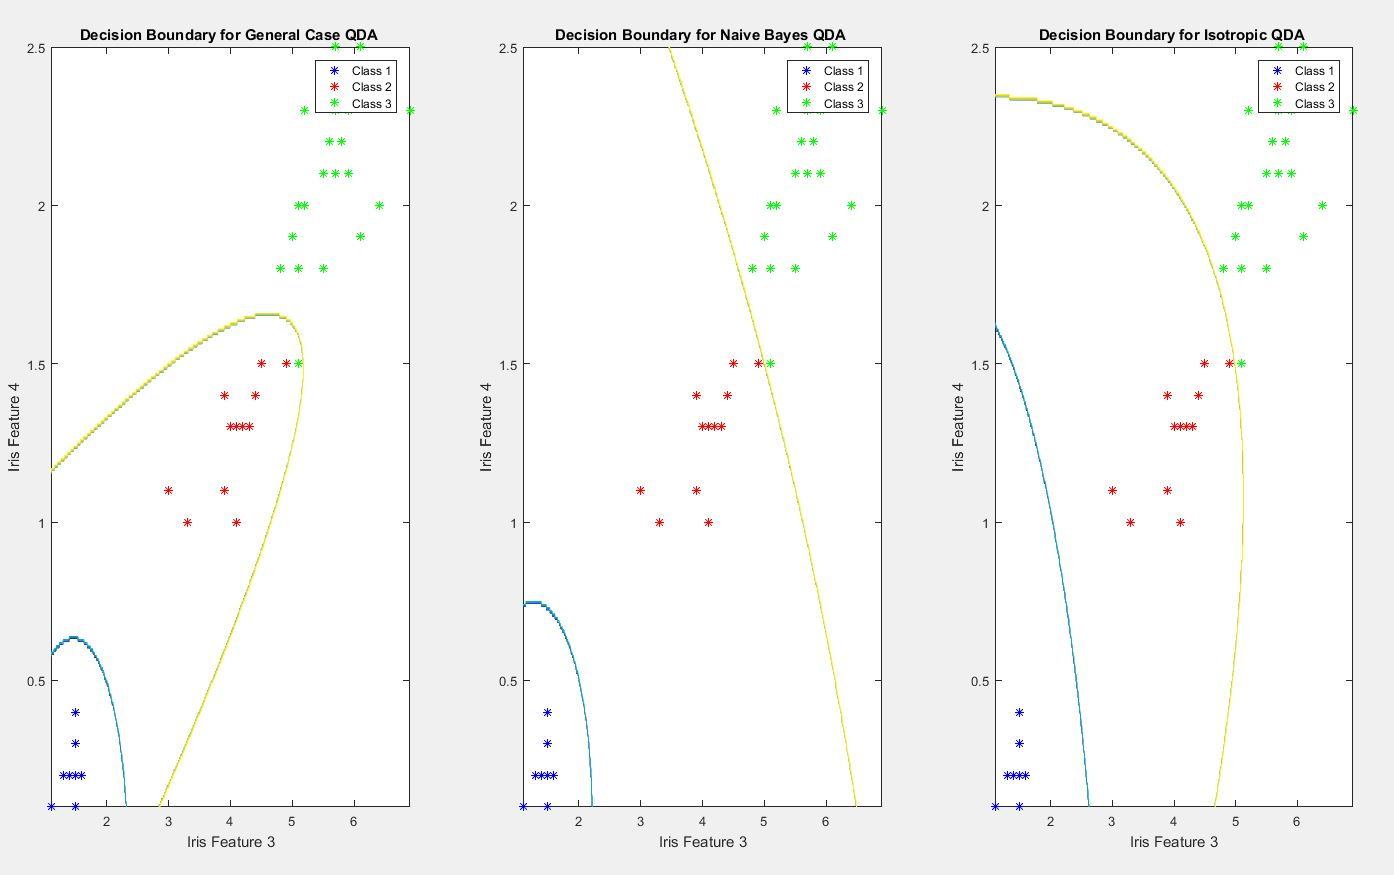 Decision Boundary for General Case QDA
2.5
2
1.5
1
0.5
2
3
4
5
6
Iris Feature 4
Iris Feature 3
Class 1
Class 2
Class 3
Decision Boundary for Naive Bayes QDA
2.5
2
1.5
1
0.5
2
3
4
5
6
Iris Feature 4
Iris Feature 3
Class 1
Class 2
Class 3
Decision Boundary for Isotropic QDA
2.5
2
1.5
1
0.5
2
3
4
5
6
Iris Feature 4
Iris Feature 3
Class 1
Class 2
Class 3